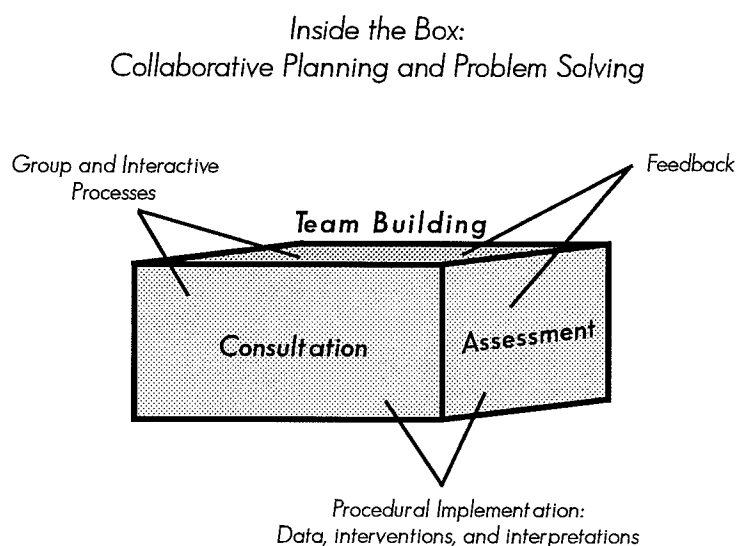 Inside the Box:
Collaborative Planning and Problem Solving
Group and Interactive
Processes
Feedback
Team Building
Consultation
Assessment
Procedural Implementation:
Data, interventions, and interpretations